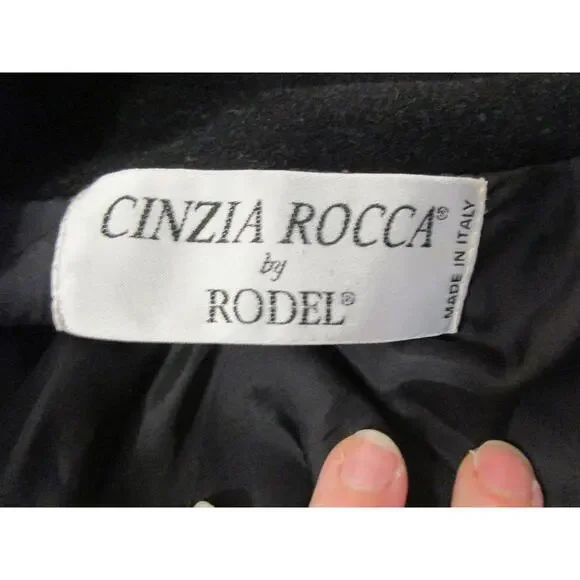 CINZIA ROCCA®
by
RODEL®
MADE IN ITALY